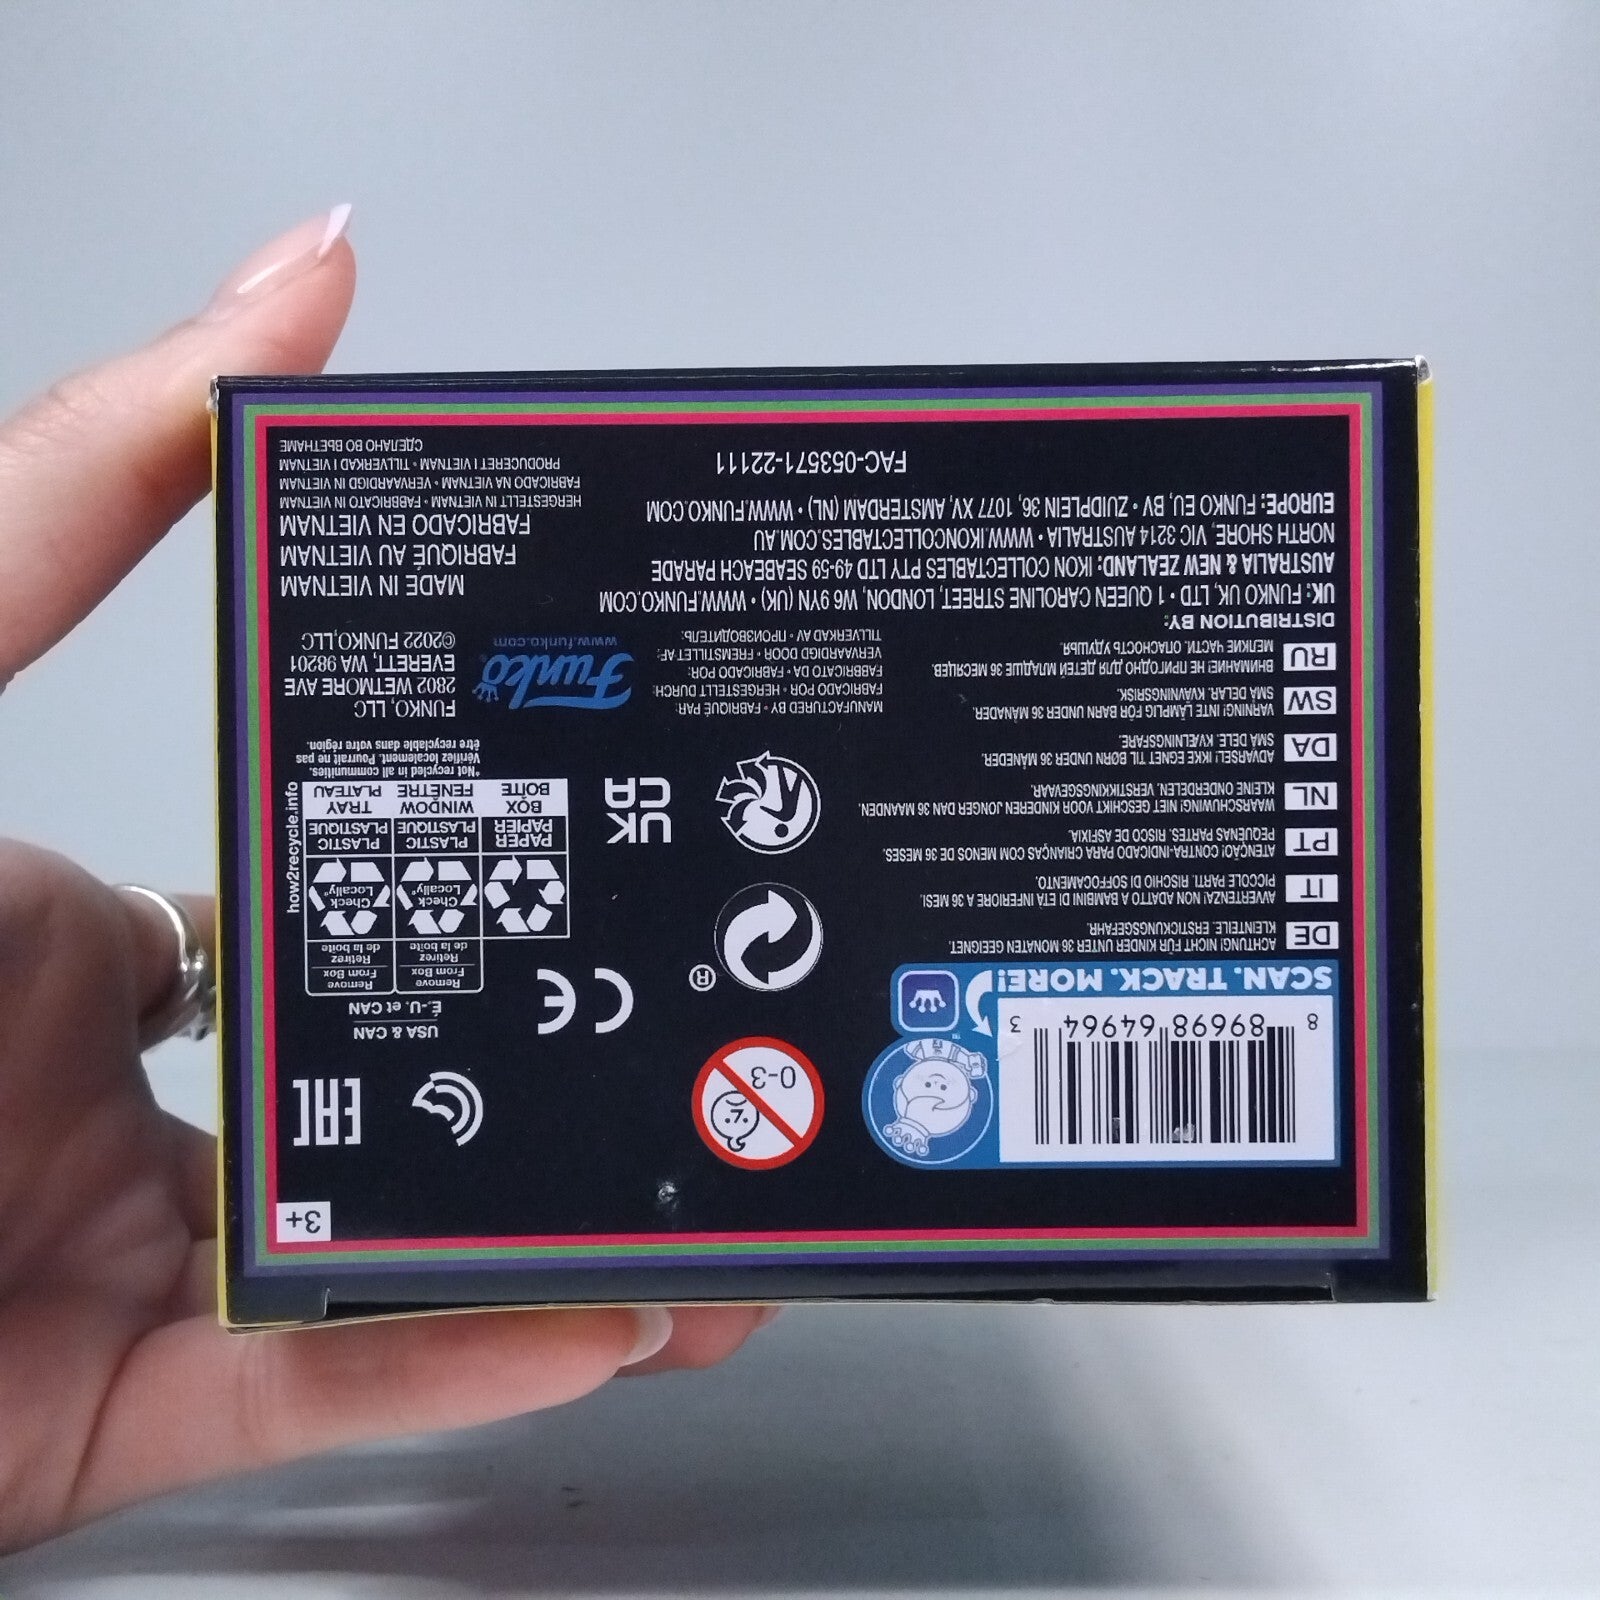 3+
8 89698 64964 3
SCAN. TRACK. MORE!
™
0-3
®
USA & CAN
É.-U. et CAN
Remove
From Box
Retirez
de la boîte
Remove
From Box
Retirez
de la boîte
Check
Locally*
Check
Locally*
PAPER
PAPIER
PLASTIC
PLASTIQUE
PLASTIC
PLASTIQUE
BOX
BOÎTE
WINDOW
FENÊTRE
TRAY
PLATEAU
*Not recycled in all communities.
Vérifiez localement. Pourrait ne pas
être recyclable dans votre région.
how2recycle.info
CE
EAC
UK
CA
DE ACHTUNG! NICHT FÜR KINDER UNTER 36 MONATEN GEEIGNET.
KLEINTEILE. ERSTICKUNGSGEFAHR.
IT AVVERTENZA! NON ADATTO A BAMBINI DI ETÀ INFERIORE A 36 MESI.
PICCOLE PARTI. RISCHIO DI SOFFOCAMENTO.
PT ATENÇÃO! CONTRA-INDICADO PARA CRIANÇAS COM MENOS DE 36 MESES.
PEQUENAS PARTES. RISCO DE ASFIXIA.
NL WAARSCHUWING! NIET GESCHIKT VOOR KINDEREN JONGER DAN 36 MAANDEN.
KLEINE ONDERDELEN. VERSTIKKINGSGEVAAR.
DA ADVARSEL! IKKE EGNET TIL BØRN UNDER 36 MÅNEDER.
SMÅ DELE. KVÆLNINGSFARE.
SW VARNING! INTE LÄMPLIG FÖR BARN UNDER 36 MÅNADER.
SMÅ DELAR. KVÄVNINGSRISK.
RU ВНИМАНИЕ! НЕ ПРИГОДНО ДЛЯ ДЕТЕЙ МЛАДШЕ 36 МЕСЯЦЕВ.
МЕЛКИЕ ЧАСТИ. ОПАСНОСТЬ УДУШЬЯ.
MANUFACTURED BY • FABRIQUÉ PAR:
FABRICADO POR • HERGESTELLT DURCH:
FABRICATO DA • FABRICADO POR:
VERVAARDIGD DOOR • FREMSTILLET AF:
TILLVERKAD AV • ПРОИЗВОДИТЕЛЬ:
Funko®
www.funko.com
FUNKO, LLC
2802 WETMORE AVE
EVERETT, WA 98201
©2022 FUNKO,LLC
DISTRIBUTION BY:
UK: FUNKO UK, LTD • 1 QUEEN CAROLINE STREET, LONDON, W6 9YN (UK) • WWW.FUNKO.COM
AUSTRALIA & NEW ZEALAND: IKON COLLECTABLES PTY LTD 49-59 SEABEACH PARADE
NORTH SHORE, VIC 3214 AUSTRALIA • WWW.IKONCOLLECTABLES.COM.AU
EUROPE: FUNKO EU, BV • ZUIDPLEIN 36, 1077 XV, AMSTERDAM (NL) • WWW.FUNKO.COM
FAC-053571-22111
MADE IN VIETNAM
FABRIQUÉ AU VIETNAM
FABRICADO EN VIETNAM
HERGESTELLT IN VIETNAM • FABBRICATO IN VIETNAM
FABRICADO NA VIETNAM • VERVAARDIGD IN VIETNAM
PRODUCERET I VIETNAM • TILLVERKAD I VIETNAM
СДЕЛАНО ВО ВЬЕТНАМЕ